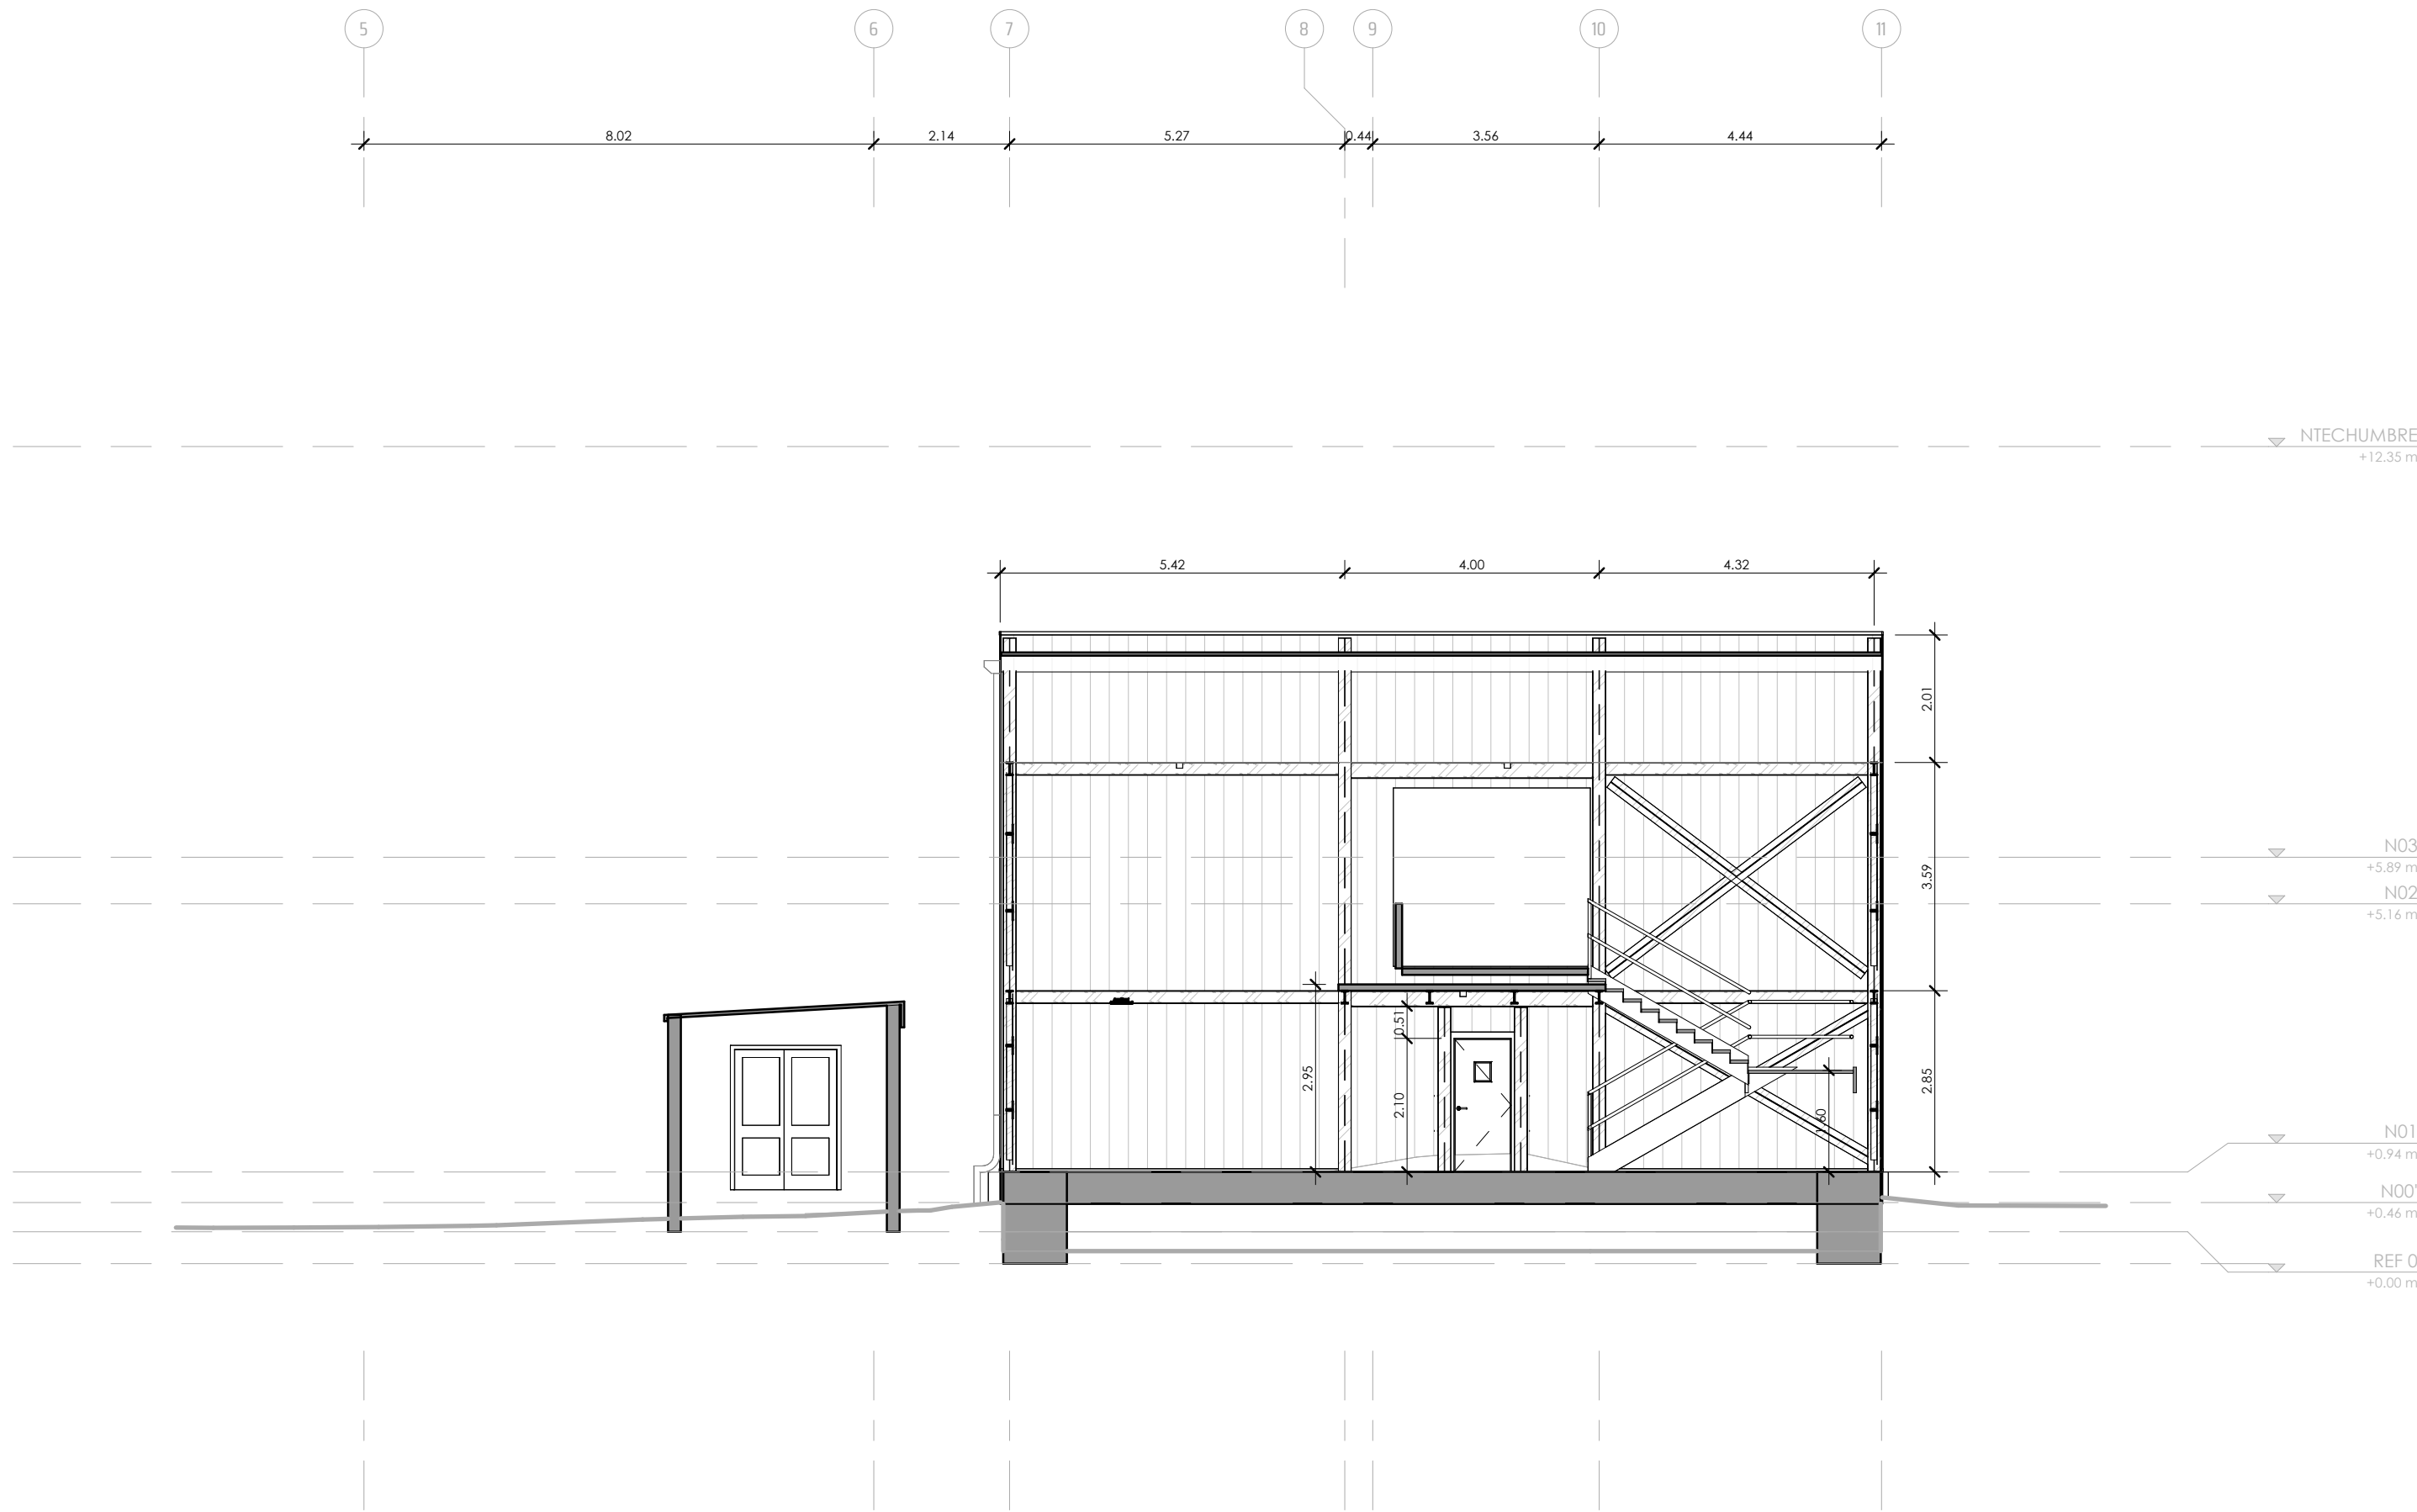 5 6 7 8 9 10 11
8.02 2.14 5.27 0.44 3.56 4.44
NTECHUMBRE
+12.35 m
5.42 4.00 4.32
2.01
N03
+5.89 m
3.59
N02
+5.16 m
0.51
2.95
2.10
2.85
N01
+0.94 m
N00'
+0.46 m
REF 0
+0.00 m